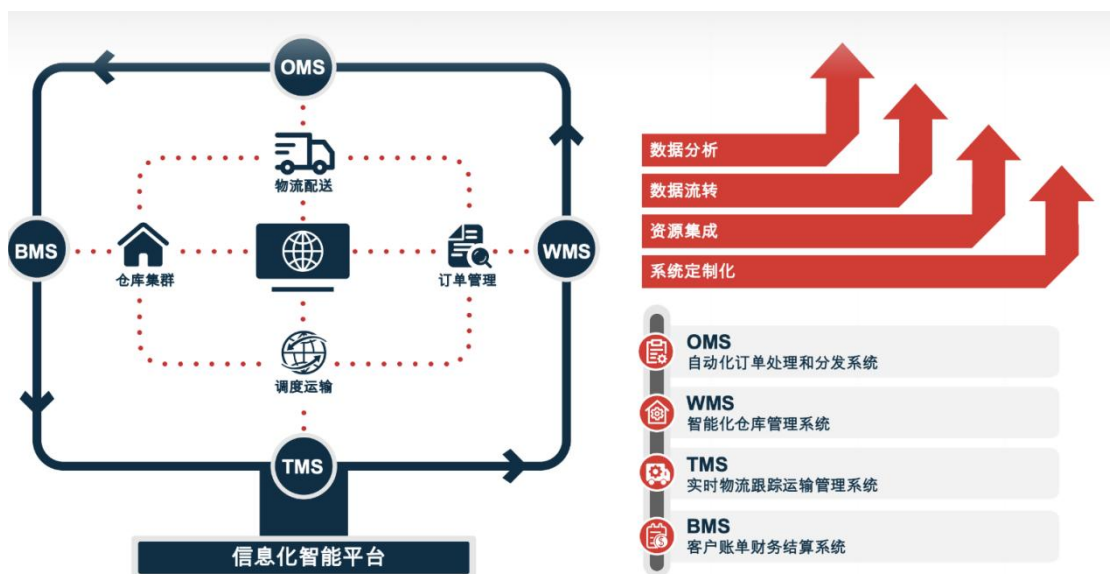 OMS
物流配送
BMS
仓库集群
订单管理
WMS
调度运输
TMS
信息化智能平台
数据分析
数据流转
资源集成
系统定制化
OMS
自动化订单处理和分发系统
WMS
智能化仓库管理系统
TMS
实时物流跟踪运输管理系统
BMS
客户账单财务结算系统